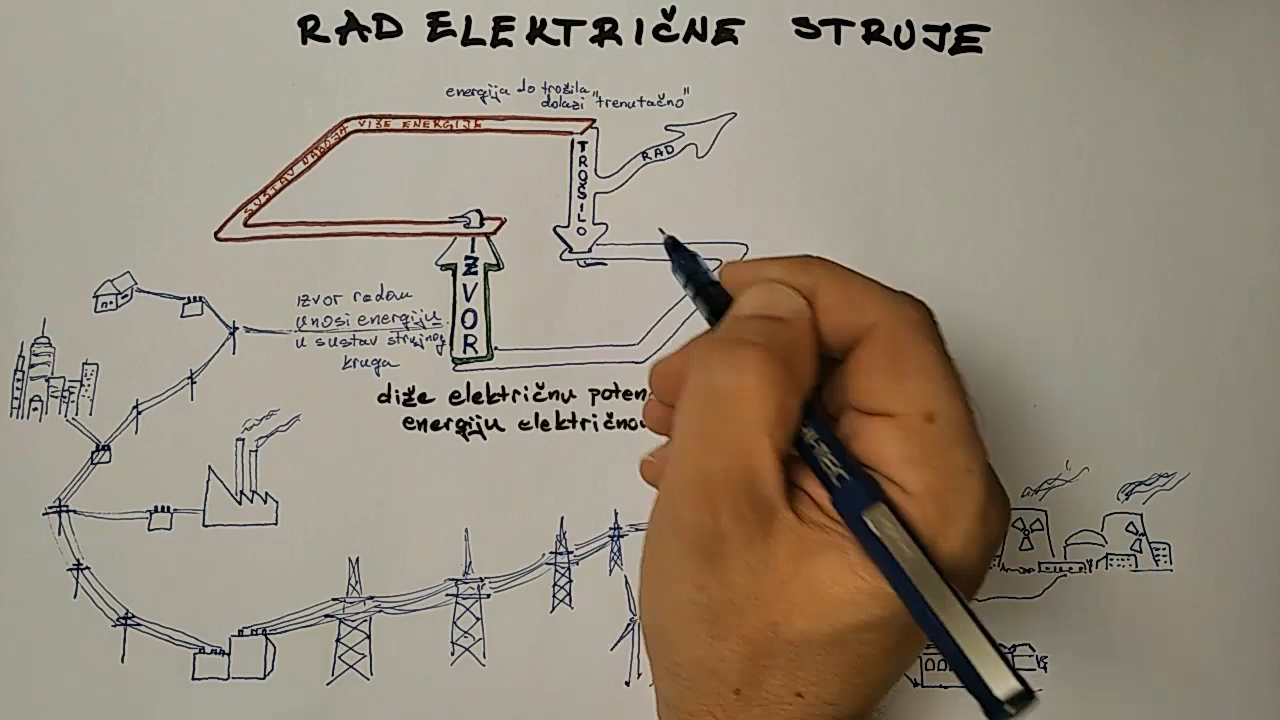 RAD ELEKTRIČNE STRUJE
energija do trošila
dolazi "trenutačno"
VIŠE ENERGIJE
SUSTAV NABOJA
TROŠILO
RAD
IZVOR
izvor radom
unosi energiju
u sustav strujnog
kruga
diže električnu poten
energiju električno